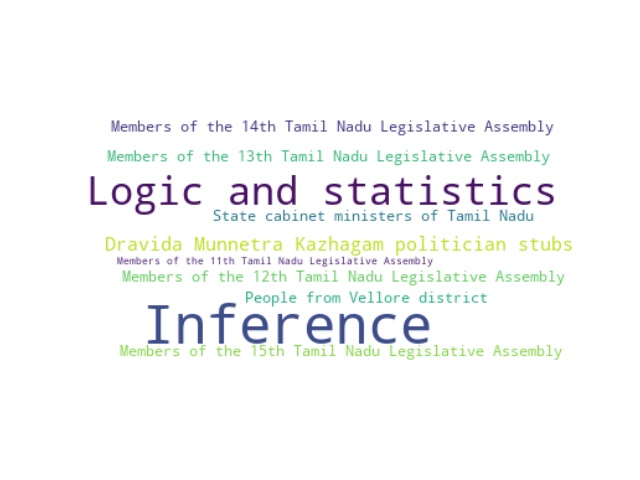 Members of the 14th Tamil Nadu Legislative Assembly
Members of the 13th Tamil Nadu Legislative Assembly
Logic and statistics
State cabinet ministers of Tamil Nadu
Dravida Munnetra Kazhagam politician stubs
Members of the 11th Tamil Nadu Legislative Assembly
Members of the 12th Tamil Nadu Legislative Assembly
People from Vellore district
Inference
Members of the 15th Tamil Nadu Legislative Assembly